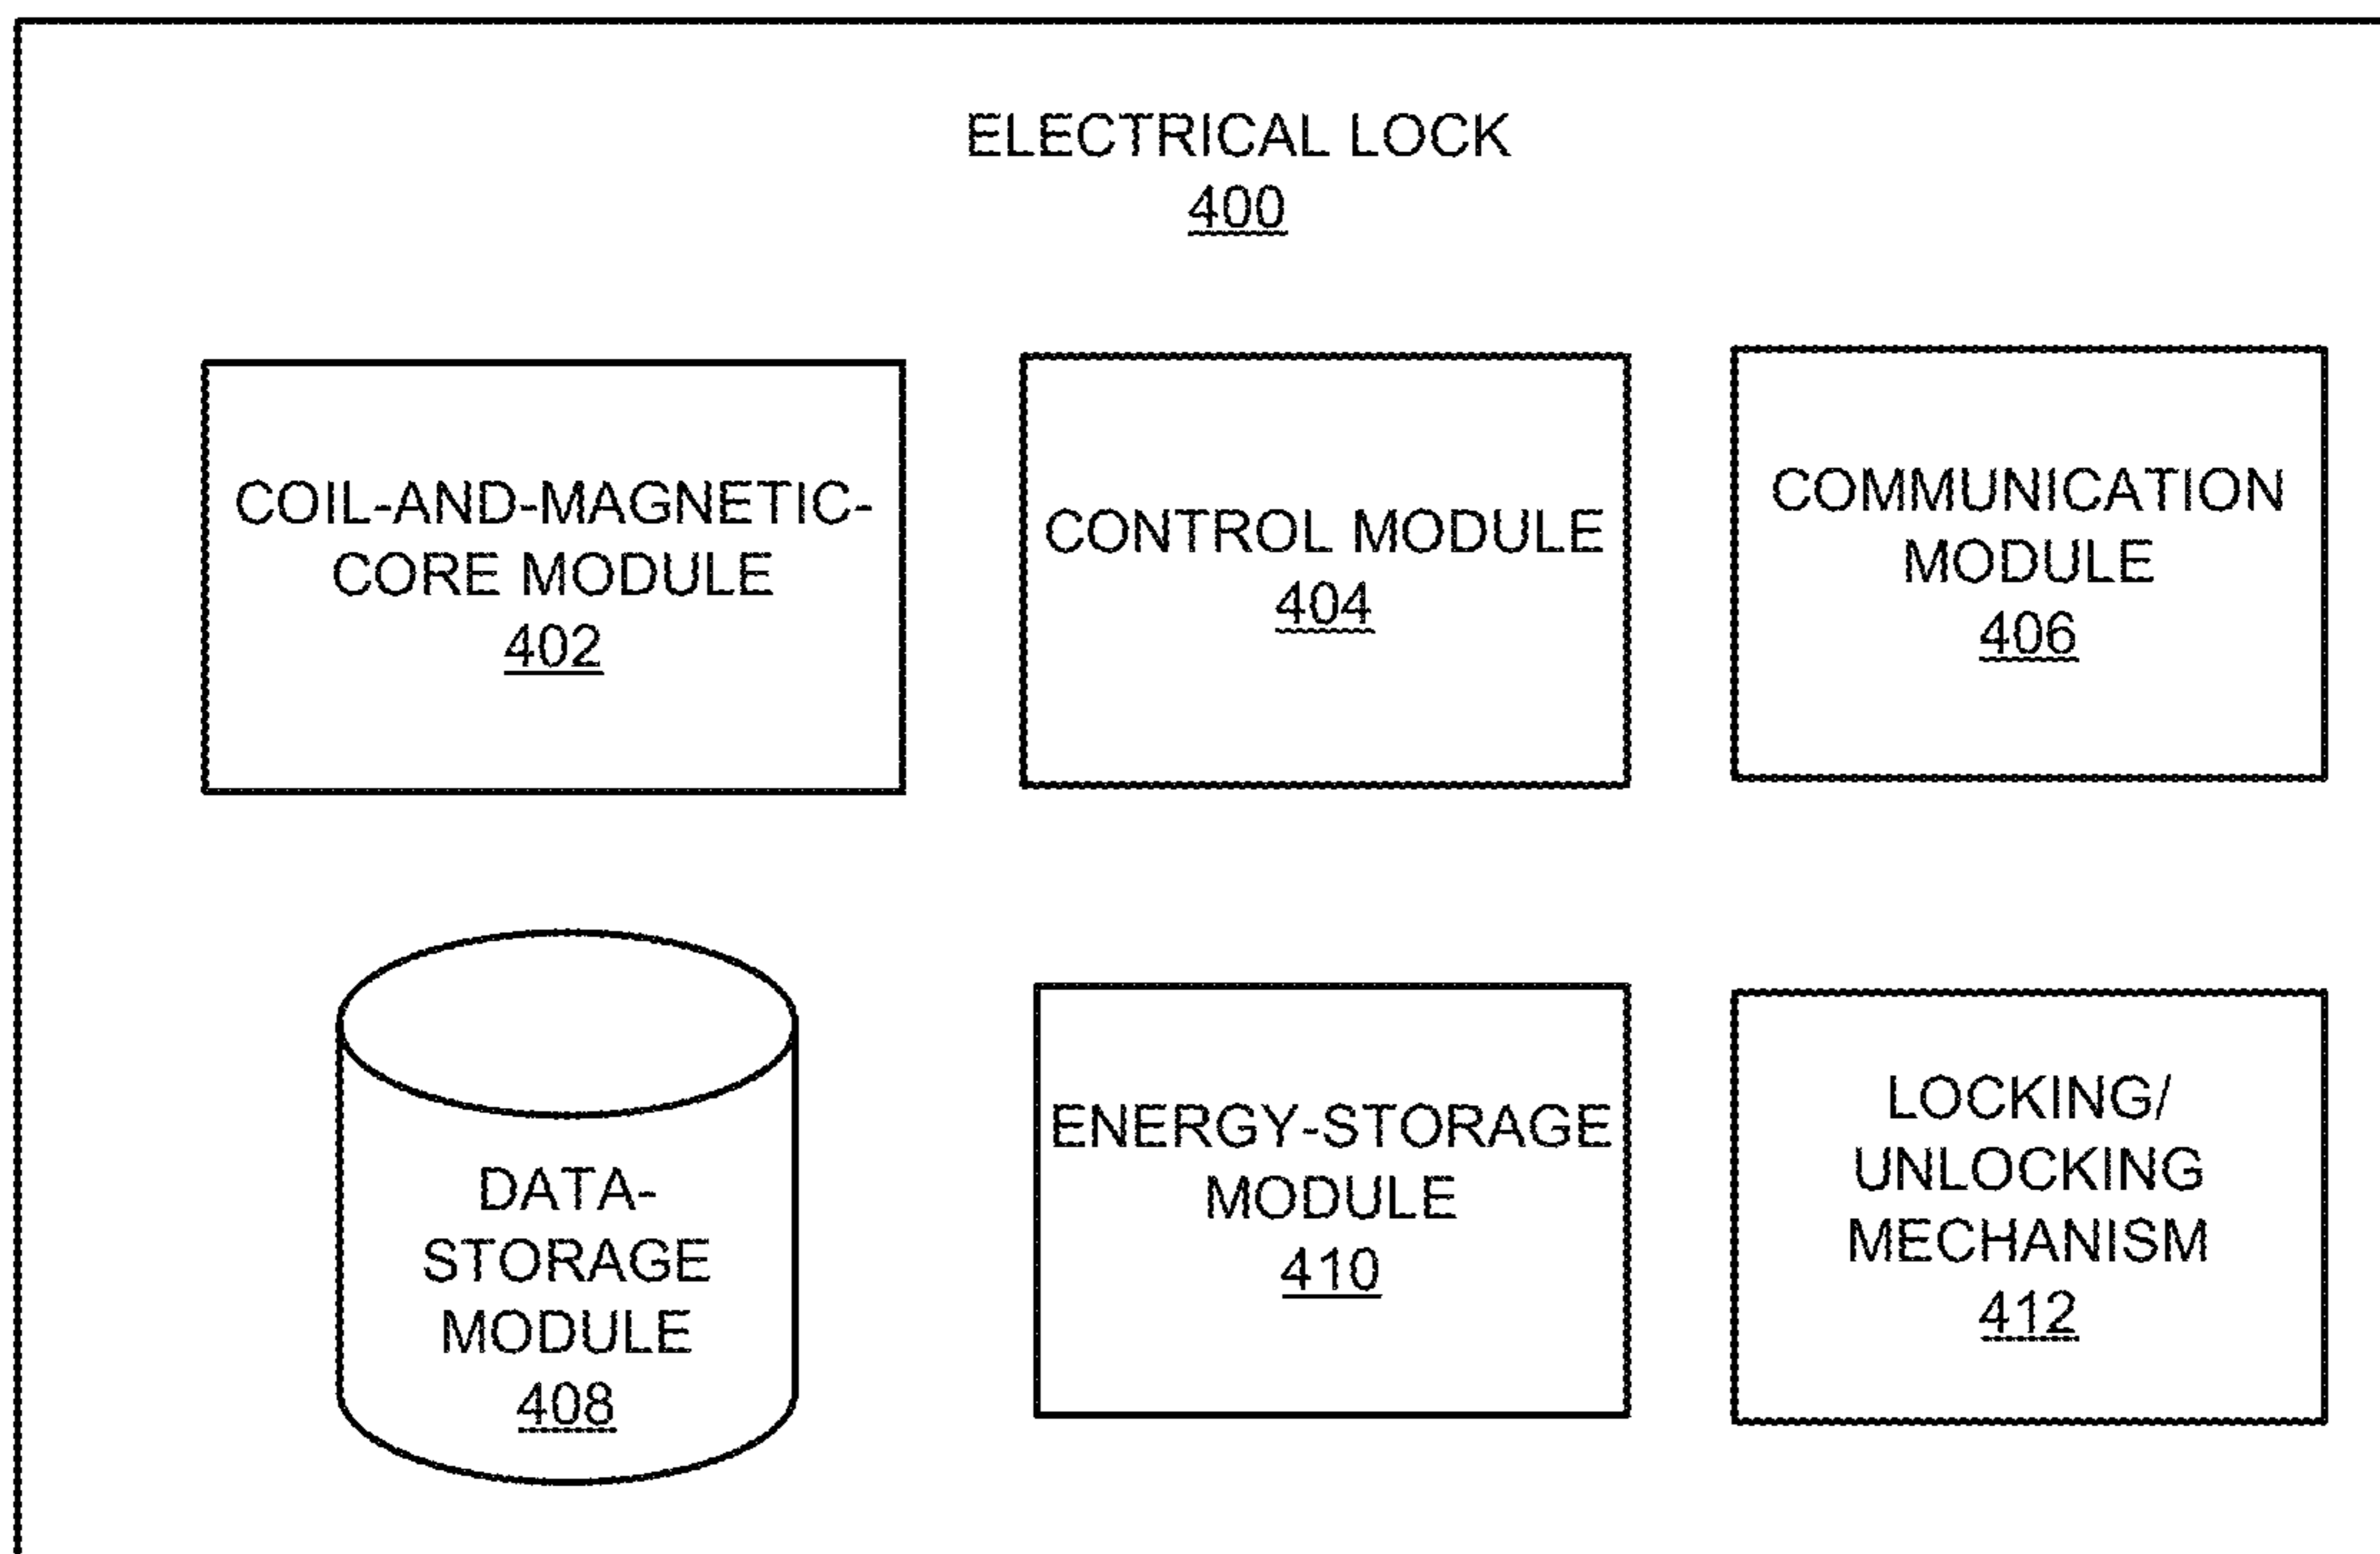 ELECTRICAL LOCK
400
COIL-AND-MAGNETIC-
CORE MODULE
402
CONTROL MODULE
404
COMMUNICATION
MODULE
406
DATA-
STORAGE
MODULE
408
ENERGY-STORAGE
MODULE
410
LOCKING/
UNLOCKING
MECHANISM
412